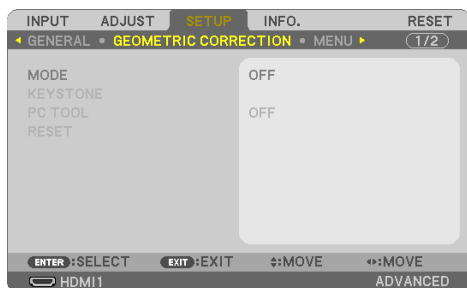 INPUT ADJUST SETUP INFO. RESET
◂ GENERAL • GEOMETRIC CORRECTION • MENU ▸ 1/2
MODE OFF
KEYSTONE
PC TOOL OFF
RESET
ENTER :SELECT EXIT :EXIT ♦:MOVE ◂▸:MOVE
HDMI1 ADVANCED